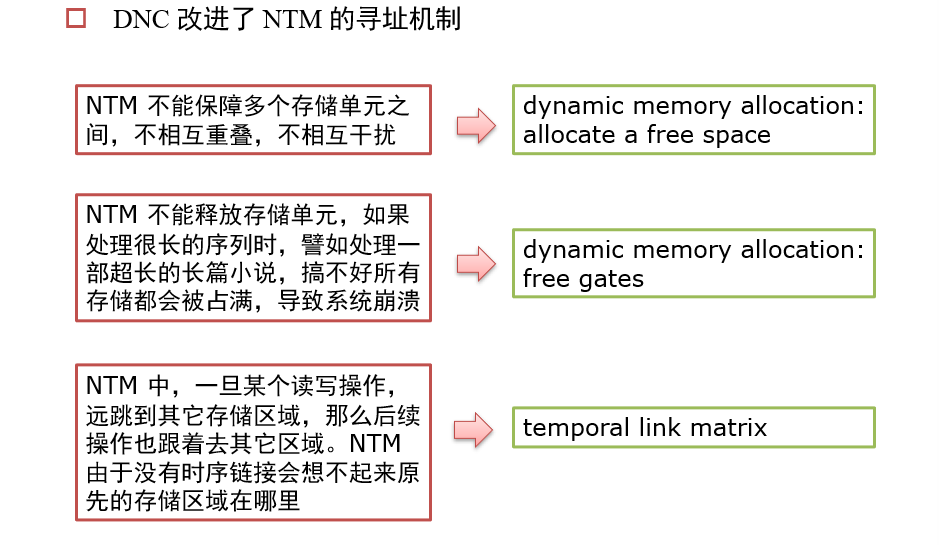 DNC 改进了 NTM 的寻址机制
NTM 不能保障多个存储单元之
间，不相互重叠，不相互干扰
dynamic memory allocation:
allocate a free space
NTM 不能释放存储单元，如果
处理很长的序列时，譬如处理一
部超长的长篇小说，搞不好所有
存储都会被占满，导致系统崩溃
dynamic memory allocation:
free gates
NTM 中，一旦某个读写操作，
远跳到其它存储区域，那么后续
操作也跟着去其它区域。NTM
由于没有时序链接会想不起来原
先的存储区域在哪里
temporal link matrix